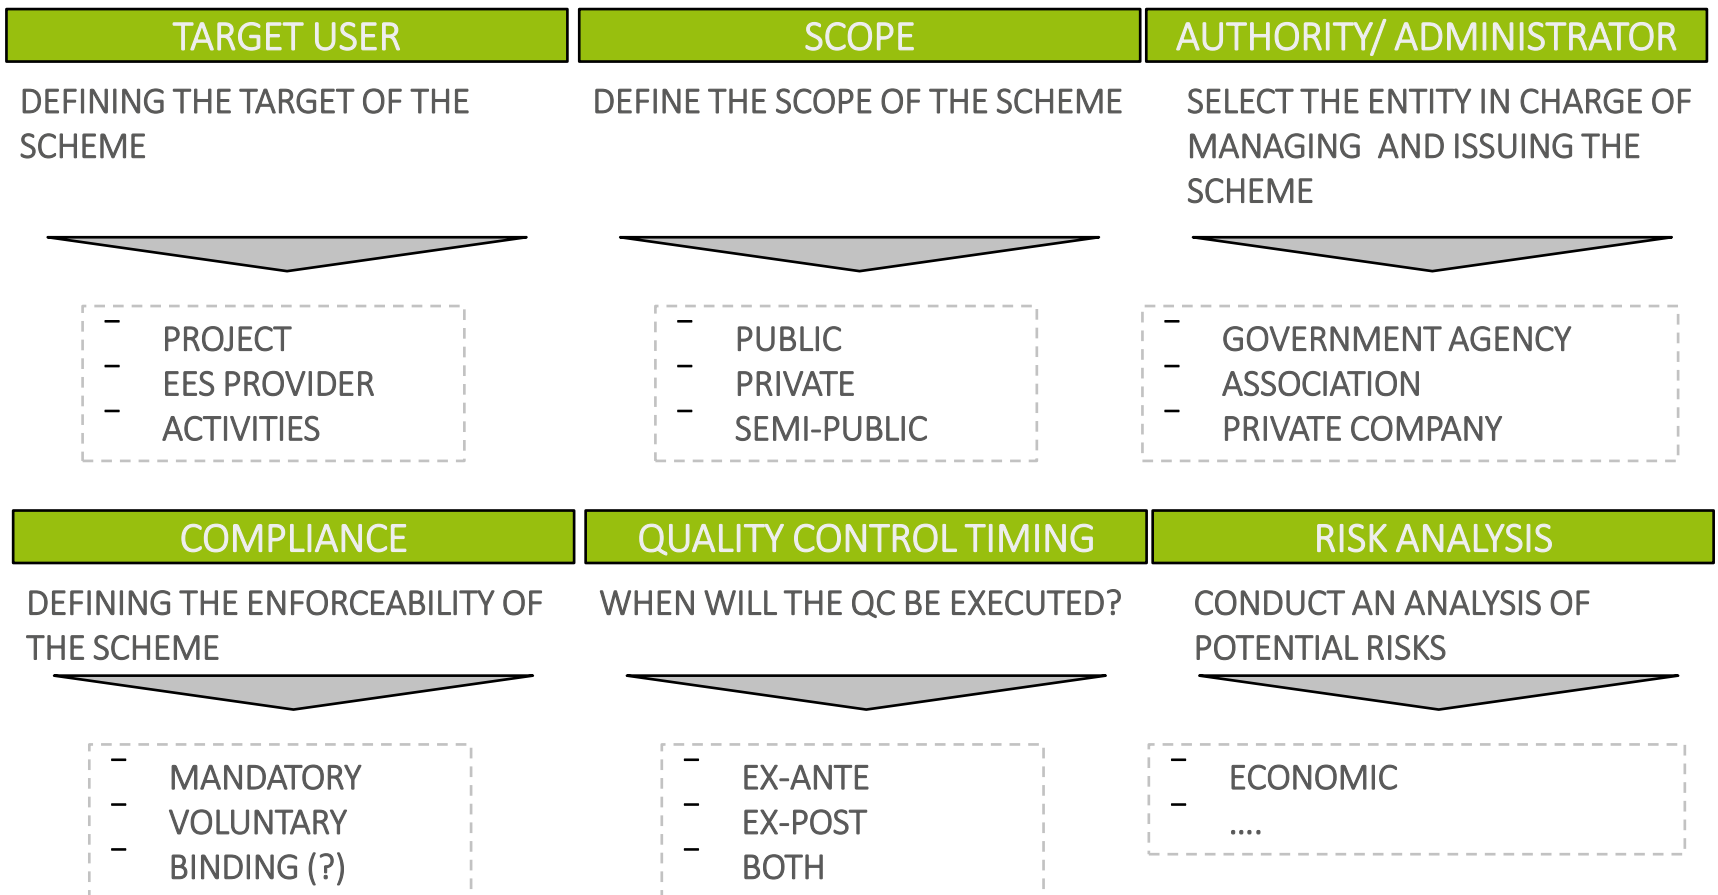 TARGET USER
DEFINING THE TARGET OF THE
SCHEME
– PROJECT
– EES PROVIDER
– ACTIVITIES
SCOPE
DEFINE THE SCOPE OF THE SCHEME
– PUBLIC
– PRIVATE
– SEMI-PUBLIC
AUTHORITY/ ADMINISTRATOR
SELECT THE ENTITY IN CHARGE OF
MANAGING AND ISSUING THE
SCHEME
– GOVERNMENT AGENCY
– ASSOCIATION
– PRIVATE COMPANY
COMPLIANCE
DEFINING THE ENFORCEABILITY OF
THE SCHEME
– MANDATORY
– VOLUNTARY
– BINDING (?)
QUALITY CONTROL TIMING
WHEN WILL THE QC BE EXECUTED?
– EX-ANTE
– EX-POST
– BOTH
RISK ANALYSIS
CONDUCT AN ANALYSIS OF
POTENTIAL RISKS
– ECONOMIC
– ....